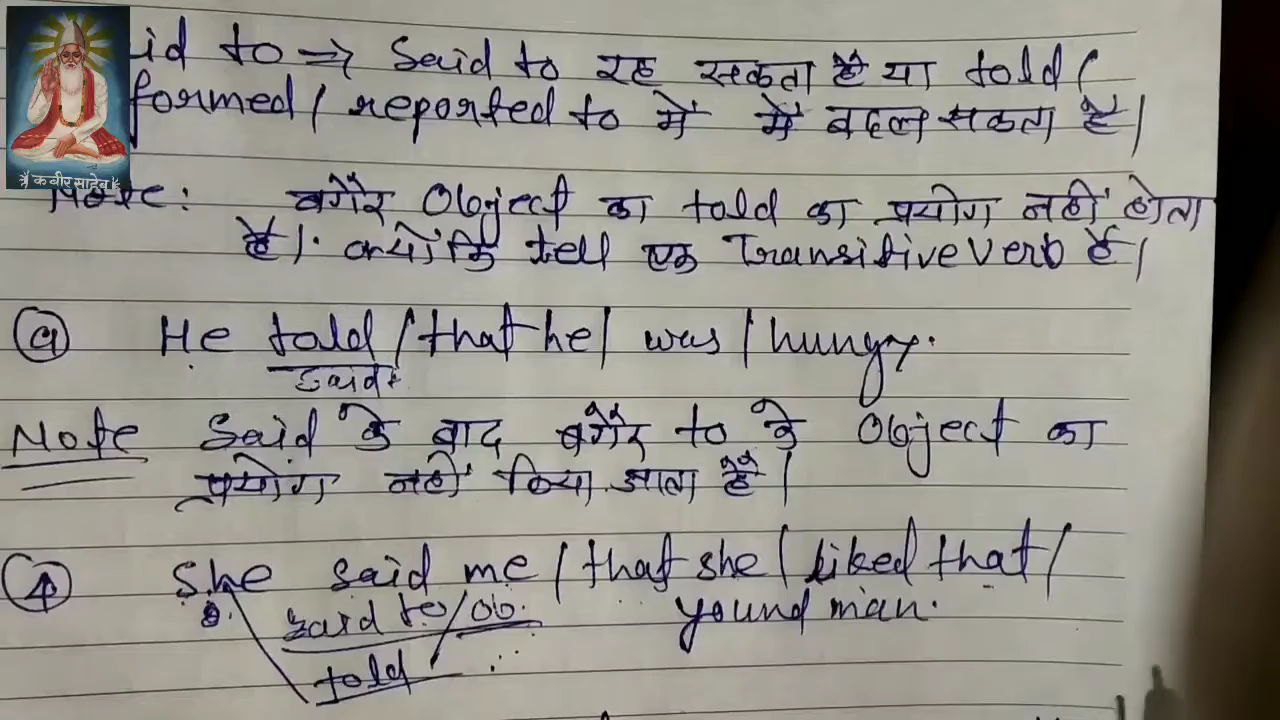 id to ⇒ Said to रह सकता है या told/
formed/ reported to में में बदल सकता है।
Note: बगैर Object का told का प्रयोग नहीं होता
है। क्योंकि tell एक Transitive Verb है।
a He told / that he / was / hungry.
said
Note Said के बाद बगैर to के Object का
प्रयोग नहीं किया जाता है।
She said me / that she / liked that /
said to / ob. yound man.
told
कबीर साहेब